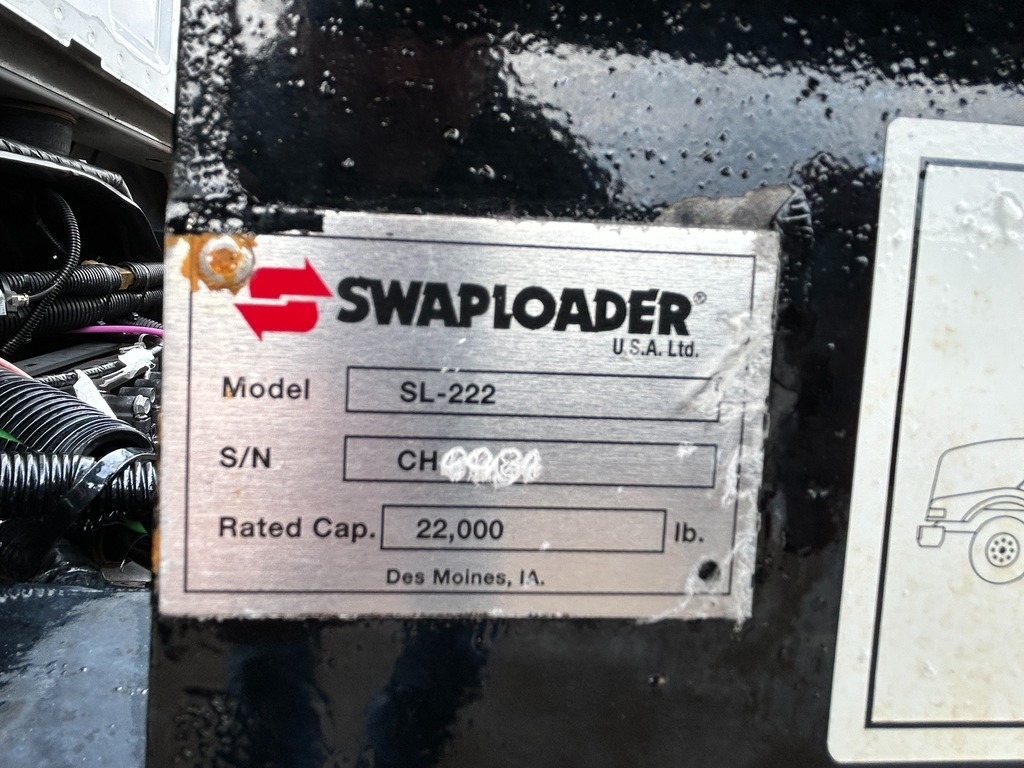 SWAPLOADER®
U.S.A. Ltd.
Model SL-222
S/N CH
Rated Cap. 22,000 lb.
Des Moines, IA.